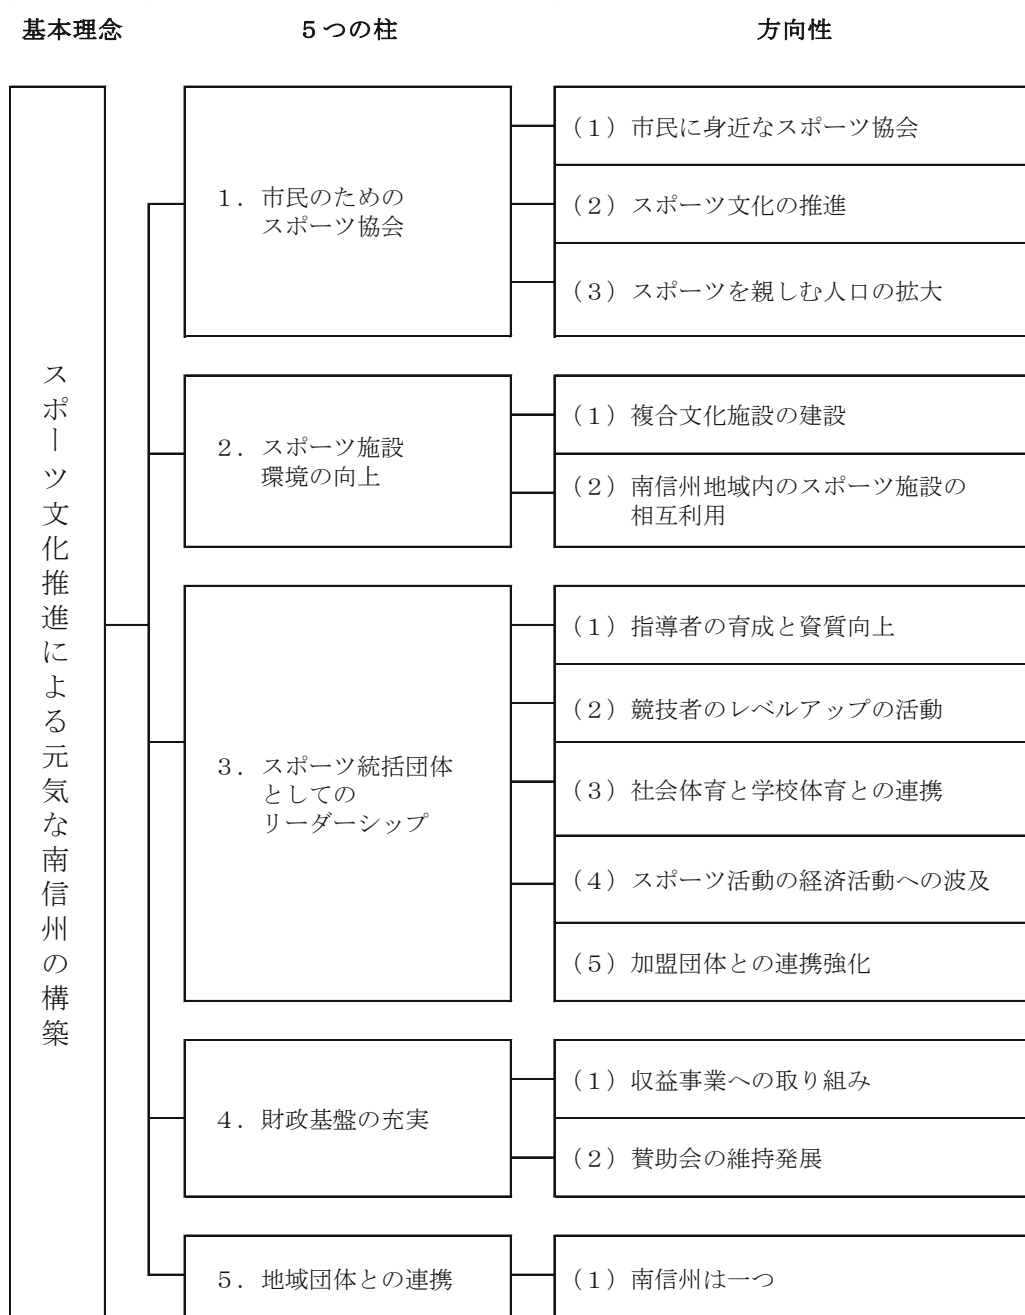 基本理念
5つの柱
方向性
スポーツ文化推進による元気な南信州の構築
1．市民のための
スポーツ協会
（1）市民に身近なスポーツ協会
（2）スポーツ文化の推進
（3）スポーツを親しむ人口の拡大
2．スポーツ施設
環境の向上
（1）複合文化施設の建設
（2）南信州地域内のスポーツ施設の
相互利用
3．スポーツ統括団体
としての
リーダーシップ
（1）指導者の育成と資質向上
（2）競技者のレベルアップの活動
（3）社会体育と学校体育との連携
（4）スポーツ活動の経済活動への波及
（5）加盟団体との連携強化
4．財政基盤の充実
（1）収益事業への取り組み
（2）賛助会の維持発展
5．地域団体との連携
（1）南信州は一つ